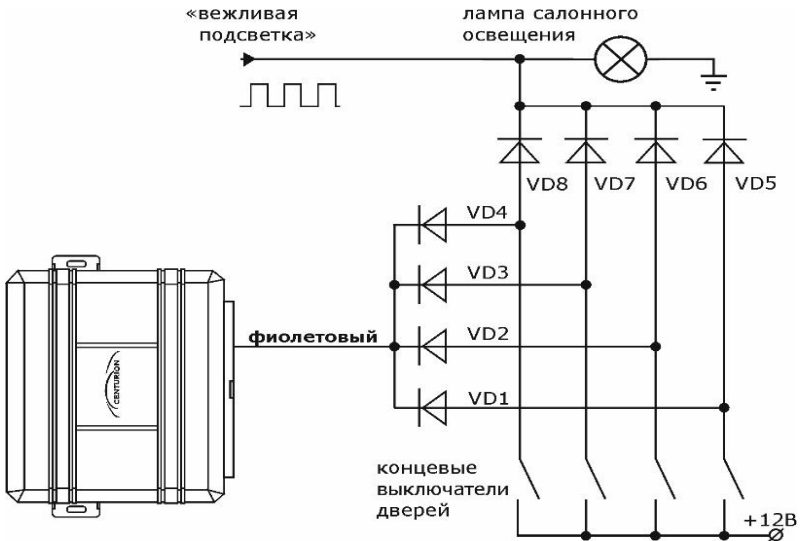 «вежливая
подсветка»
лампа салонного
освещения
VD8
VD7
VD6
VD5
VD4
VD3
VD2
VD1
фиолетовый
CENTURION
концевые
выключатели
дверей
+12В